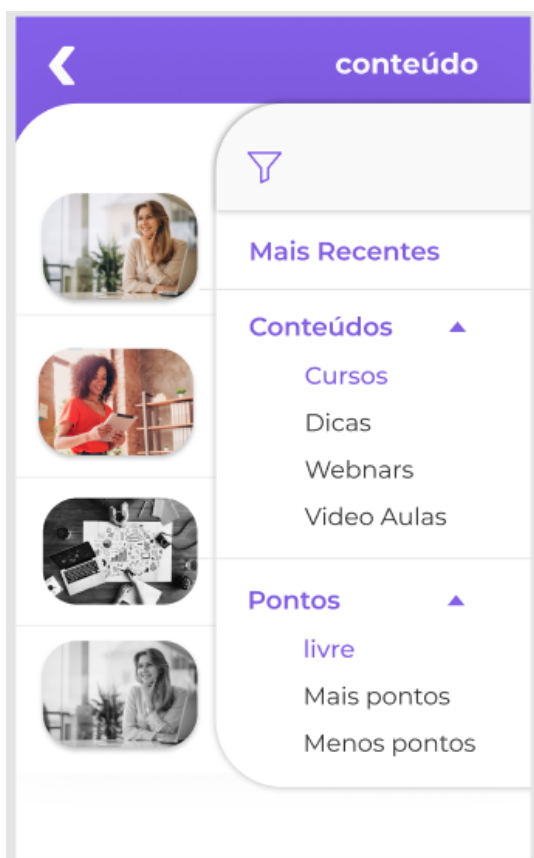 conteúdo
Mais Recentes
Conteúdos
Cursos
Dicas
Webnars
Video Aulas
Pontos
livre
Mais pontos
Menos pontos